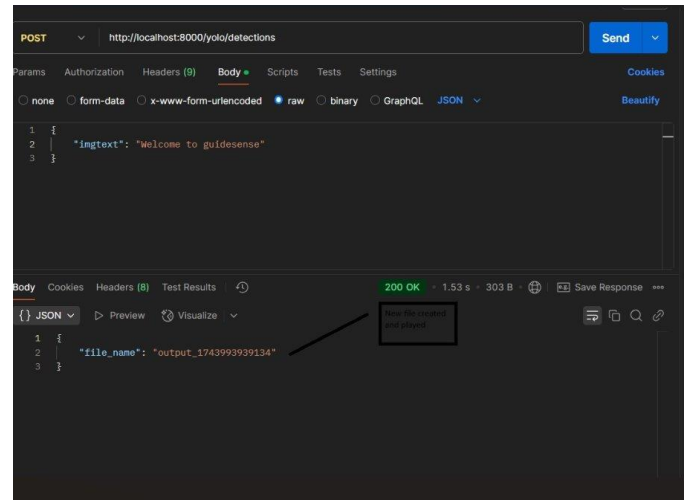 POST http://localhost:8000/yolo/detections Send
Params Authorization Headers (9) Body Scripts Tests Settings Cookies
none form-data x-www-form-urlencoded raw binary GraphQL JSON Beautify
1 {
2 "imgtext": "Welcome to guidesense"
3 }
Body Cookies Headers (8) Test Results 200 OK 1.53 s 303 B Save Response
{} JSON Preview Visualize
New file created
and played
1 {
2 "file_name": "output_1743993939134"
3 }